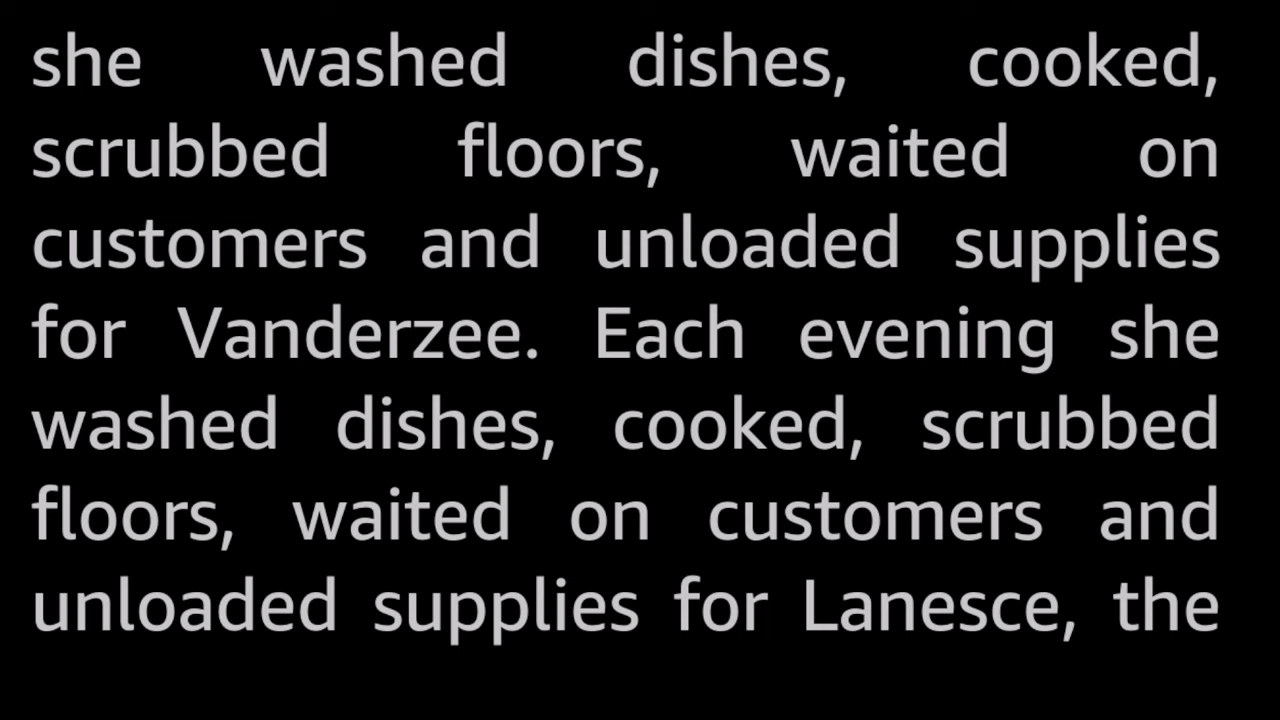 she washed dishes, cooked,
scrubbed floors, waited on
customers and unloaded supplies
for Vanderzee. Each evening she
washed dishes, cooked, scrubbed
floors, waited on customers and
unloaded supplies for Lanesce, the